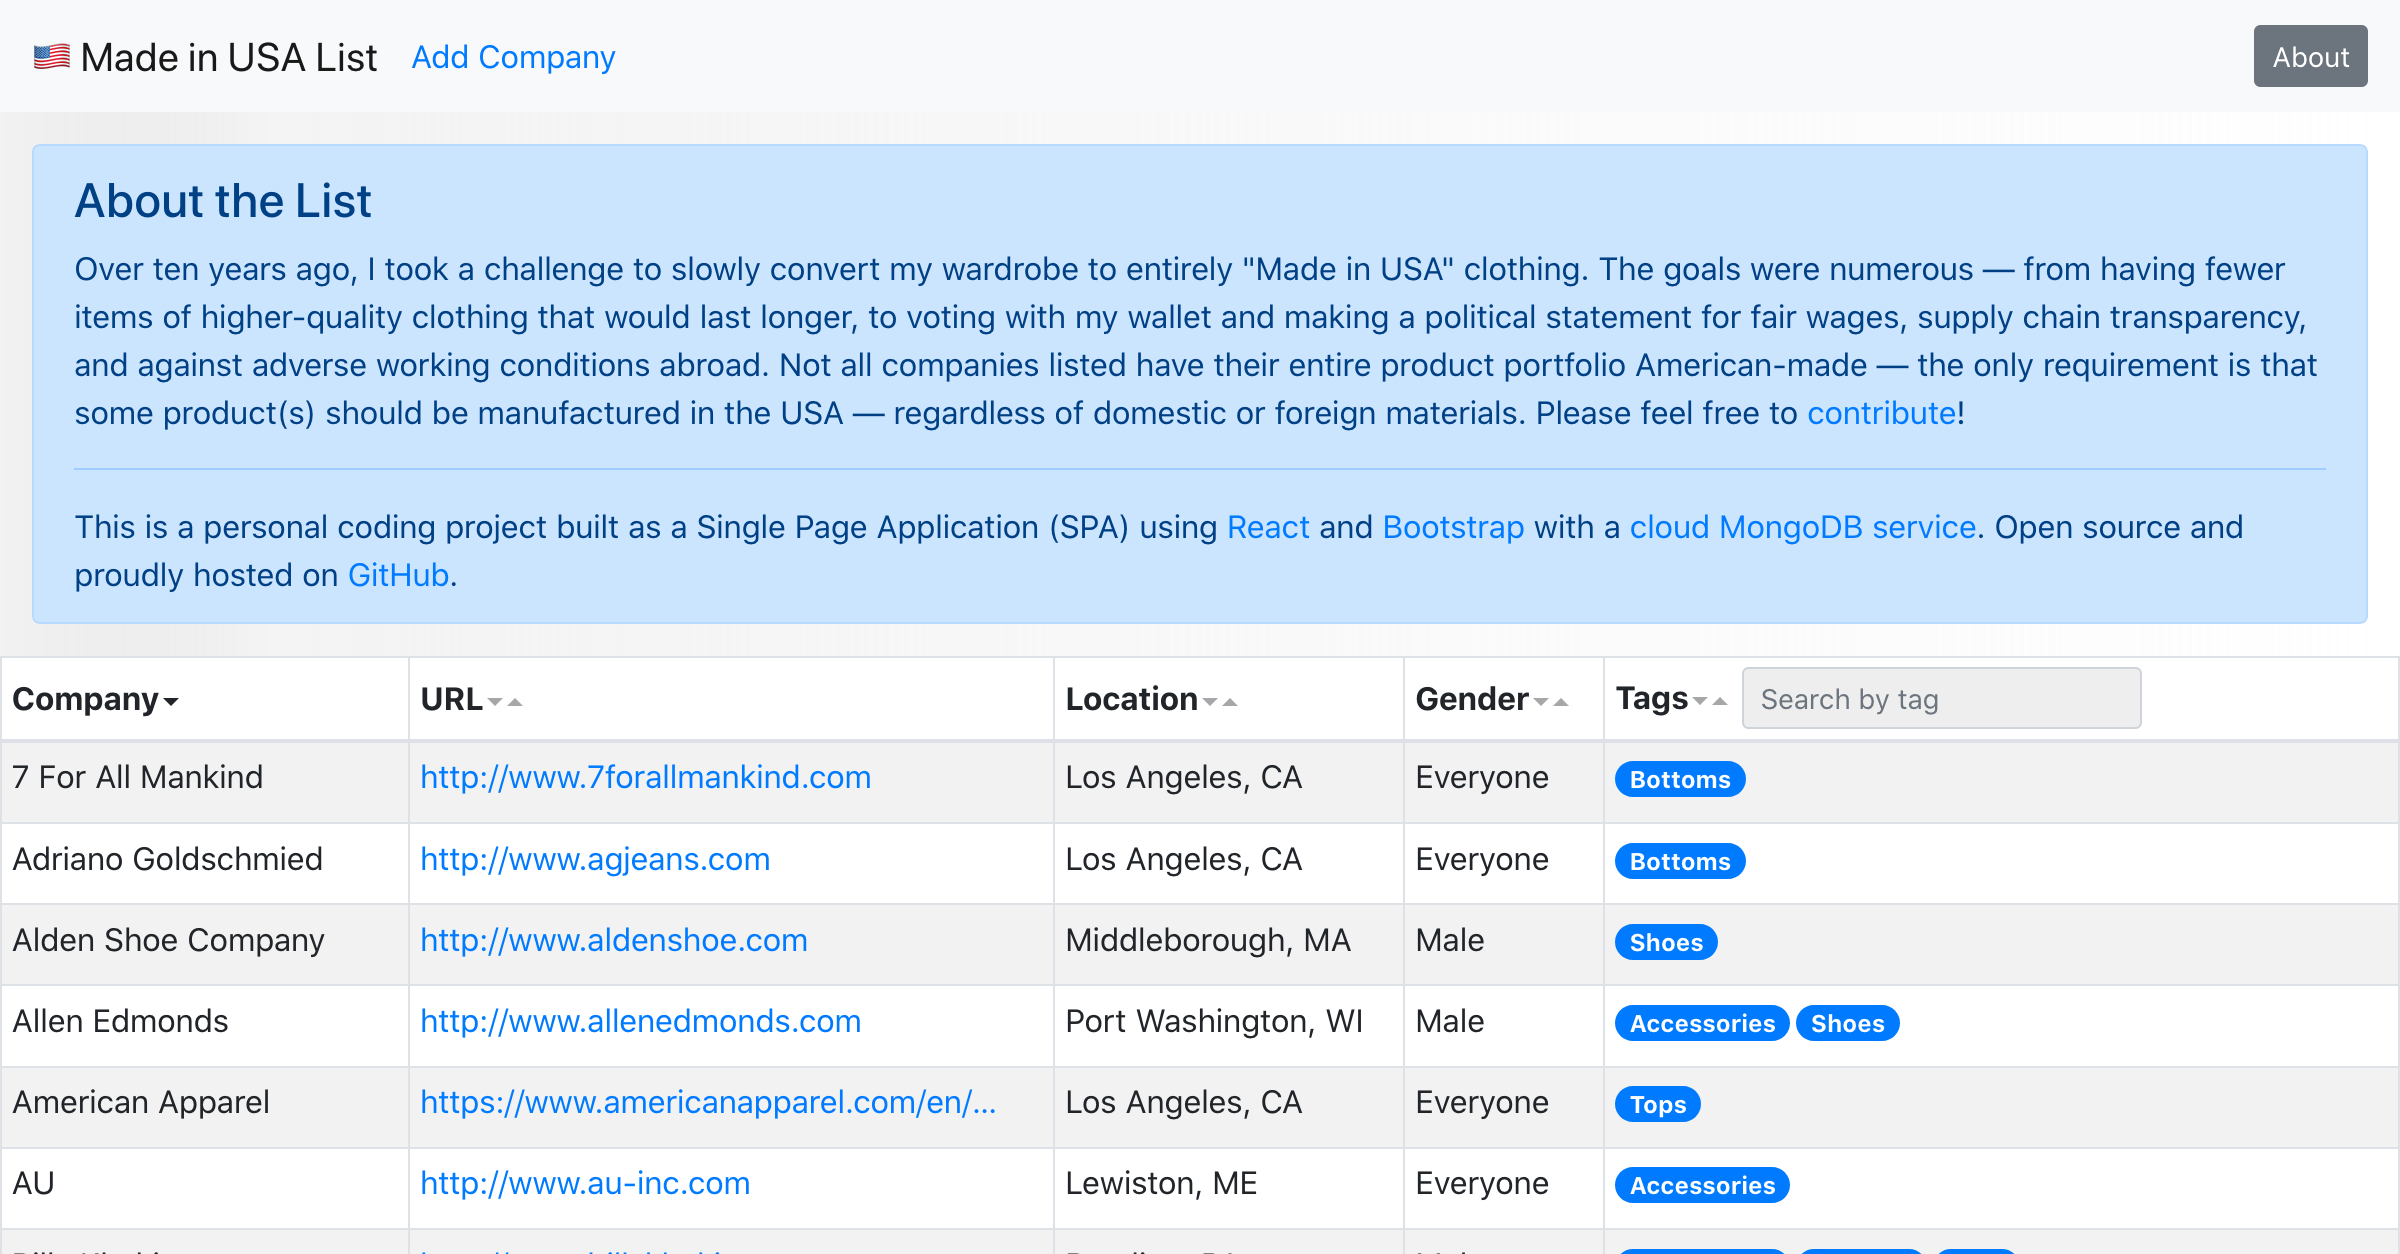 🇺🇸 Made in USA List Add Company About
About the List
Over ten years ago, I took a challenge to slowly convert my wardrobe to entirely "Made in USA" clothing. The goals were numerous — from having fewer
items of higher-quality clothing that would last longer, to voting with my wallet and making a political statement for fair wages, supply chain transparency,
and against adverse working conditions abroad. Not all companies listed have their entire product portfolio American-made — the only requirement is that
some product(s) should be manufactured in the USA — regardless of domestic or foreign materials. Please feel free to contribute!
This is a personal coding project built as a Single Page Application (SPA) using React and Bootstrap with a cloud MongoDB service. Open source and
proudly hosted on GitHub.
Company URL Location Gender Tags Search by tag
7 For All Mankind http://www.7forallmankind.com Los Angeles, CA Everyone Bottoms
Adriano Goldschmied http://www.agjeans.com Los Angeles, CA Everyone Bottoms
Alden Shoe Company http://www.aldenshoe.com Middleborough, MA Male Shoes
Allen Edmonds http://www.allenedmonds.com Port Washington, WI Male Accessories Shoes
American Apparel https://www.americanapparel.com/en/... Los Angeles, CA Everyone Tops
AU http://www.au-inc.com Lewiston, ME Everyone Accessories